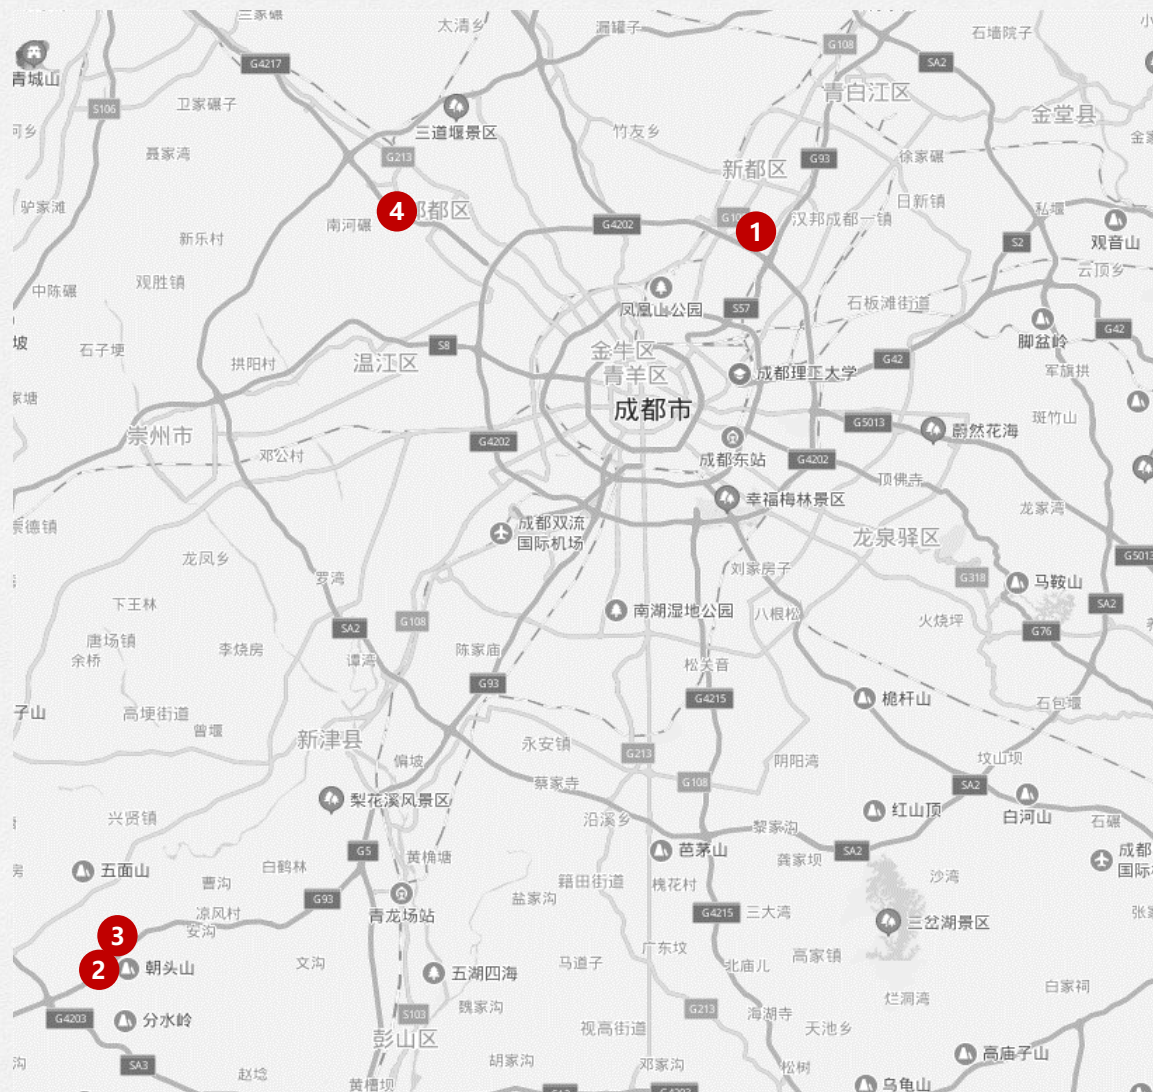 三家碾
太清乡
漏罐子
G108
石墙院子
小
G4217
SA2
青城山
青白江区
S106
卫家碾子
三道堰景区
竹友乡
金堂县
河乡
金家
聂家湾
G213
新都区
G93
徐家碾
驴家滩
南河碾
4
都区
G4202
1
汉邦成都一镇
日新镇
私堰
观音山
新乐村
S2
中陈碾
观胜镇
凤凰山公园
S57
石板滩街道
云顶乡
坡
石子埂
拱阳村
温江区
S8
金牛区
青羊区
成都理工大学
G42
脚盆岭
G42
军旗拱
家塘
成都市
崇州市
邓公村
G4202
成都东站
G4202
G5013
蔚然花海
斑竹山
崇德镇
成都双流
国际机场
幸福梅林景区
顶佛寺
龙家湾
龙凤乡
罗湾
刘家房子
龙泉驿区
G318
马鞍山
G5013
下王林
唐场镇
余桥
李烧房
SA2
G108
谭湾
陈家庙
南湖湿地公园
八根松
火烧坪
G76
SA2
子山
高埂街道
曾堰
新津县
G93
松关音
G4215
桅杆山
石包堰
偏坡
永安镇
G213
G108
阴阳湾
坟山坝
兴贤镇
梨花溪风景区
蔡家寺
沿溪乡
黎家沟
红山顶
SA2
白河山
石碾
五面山
白鹤林
G5
黄桷塘
芭茅山
龚家坝
SA2
成都
国际
房
曹沟
凉风村
安沟
G93
青龙场站
盐家沟
籍田街道
槐花村
G4215
三大湾
沙湾
三岔湖景区
张家
3
2
朝头山
文沟
五湖四海
马道子
广东坟
北庙儿
高家镇
白家祠
G4203
分水岭
S103
彭山区
魏家沟
视高街道
G213
海湖寺
天池乡
烂洞湾
沟
SA3
赵埝
黄槽坝
胡家沟
邓家沟
松树
乌龟山
高庙子山